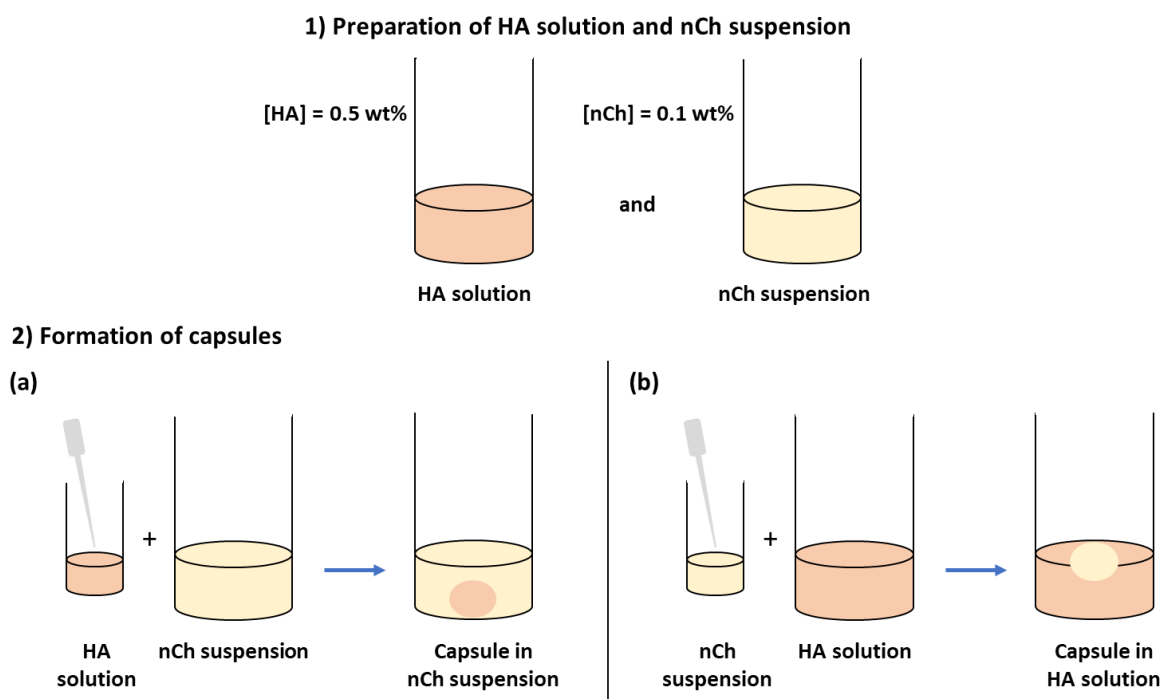 1) Preparation of HA solution and nCh suspension
[HA] = 0.5 wt%
[nCh] = 0.1 wt%
and
HA solution
nCh suspension
2) Formation of capsules
(a)
+
HA
solution
nCh suspension
Capsule in
nCh suspension
(b)
+
nCh
suspension
HA solution
Capsule in
HA solution